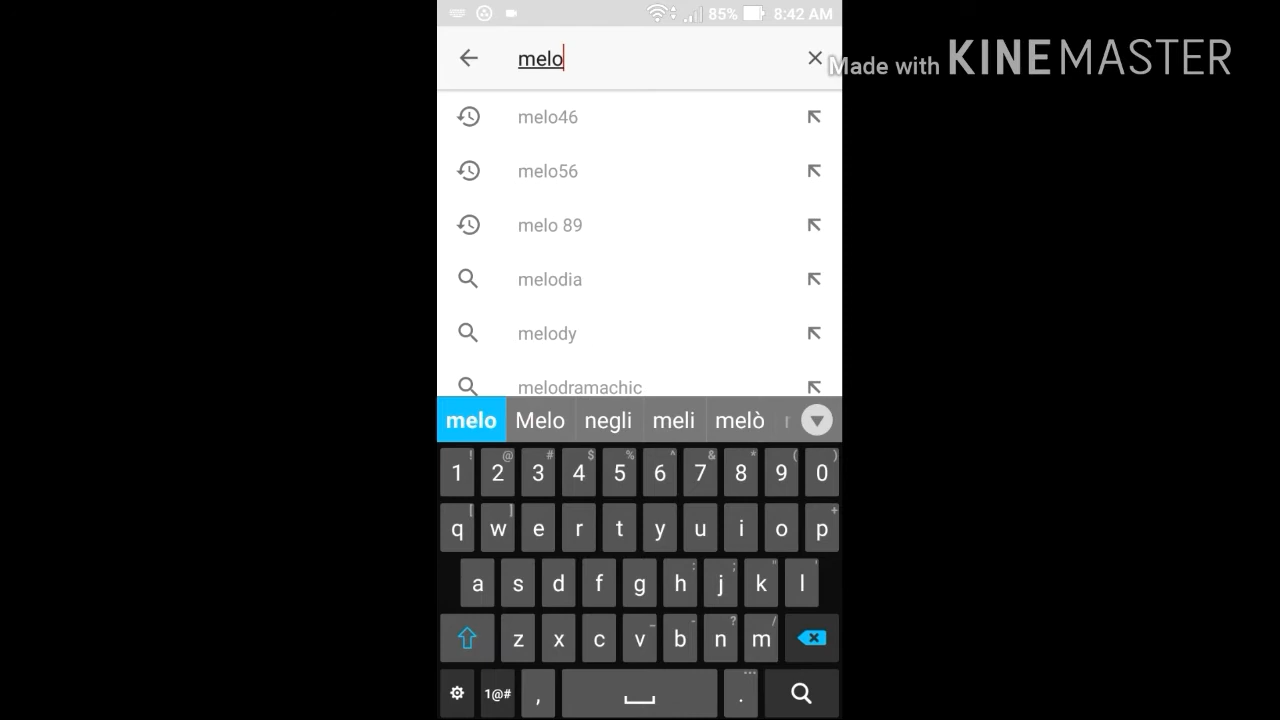 85% 8:42 AM
melo
Made with KINEMASTER
melo46
melo56
melo 89
melodia
melody
melodramachic
melo Melo negli meli melò
! @ # $ % ^ & * ( )
1 2 3 4 5 6 7 8 9 0
[ ] +
q w e r t y u i o p
: ; " '
a s d f g h j k l
_ - ? /
z x c v b n m
1@# , . ...